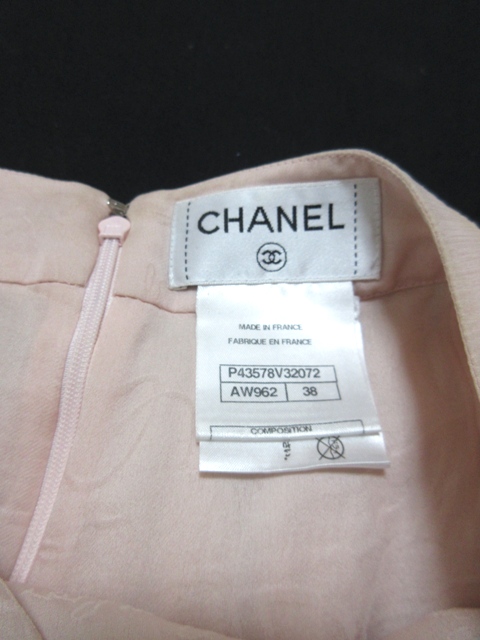 CHANEL
MADE IN FRANCE
FABRIQUE EN FRANCE
P43578V32072
AW962 38
COMPOSITION